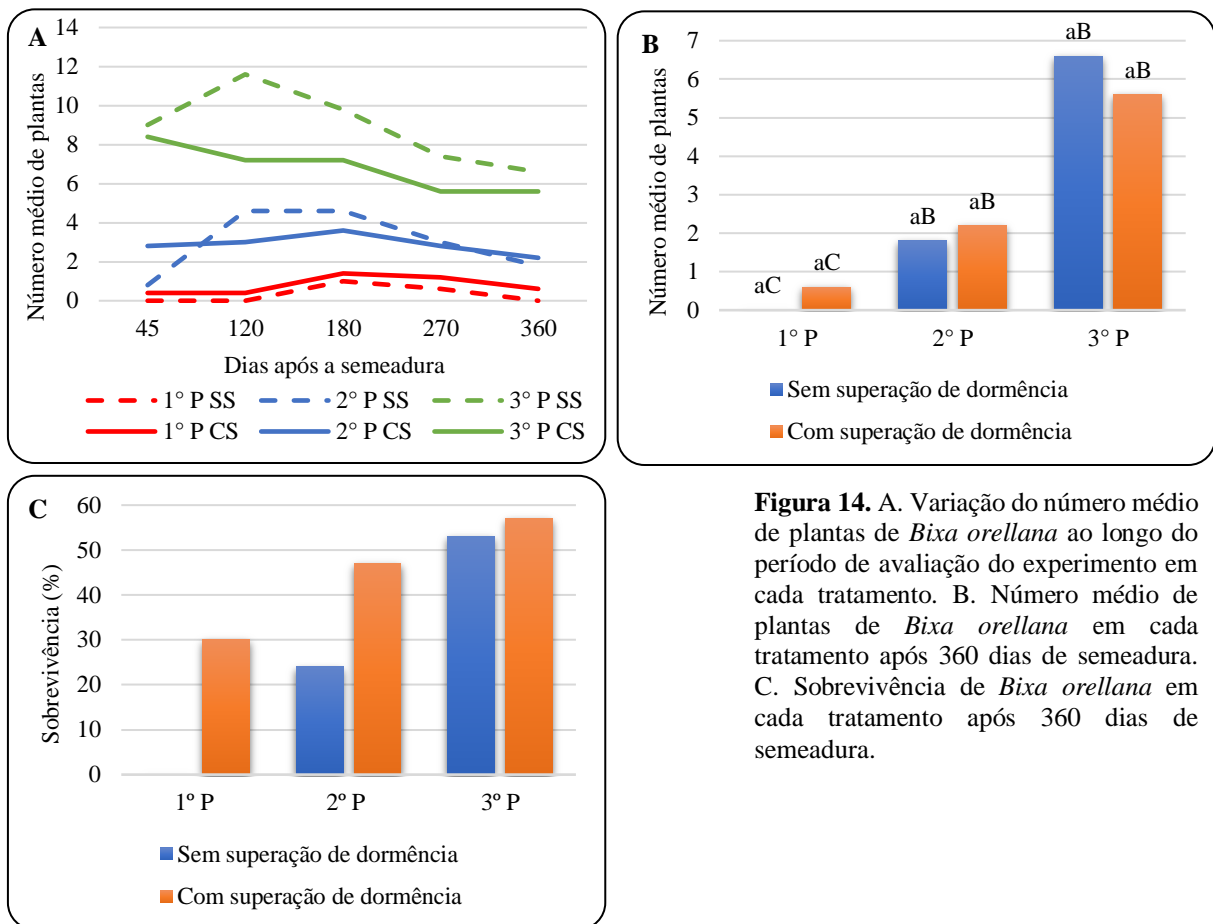 A
Número médio de plantas
14
12
10
8
6
4
2
0
45 120 180 270 360
Dias após a semeadura
1° P SS 2° P SS 3° P SS
1° P CS 2° P CS 3° P CS
B
Número médio de plantas
7
6
5
4
3
2
1
0
aC aC aB aB aB aB
1° P 2° P 3° P
Sem superação de dormência
Com superação de dormência
C
Sobrevivência (%)
60
50
40
30
20
10
0
1º P 2º P 3º P
Sem superação de dormência
Com superação de dormência
Figura 14. A. Variação do número médio
de plantas de Bixa orellana ao longo do
período de avaliação do experimento em
cada tratamento. B. Número médio de
plantas de Bixa orellana em cada
tratamento após 360 dias de semeadura.
C. Sobrevivência de Bixa orellana em
cada tratamento após 360 dias de
semeadura.